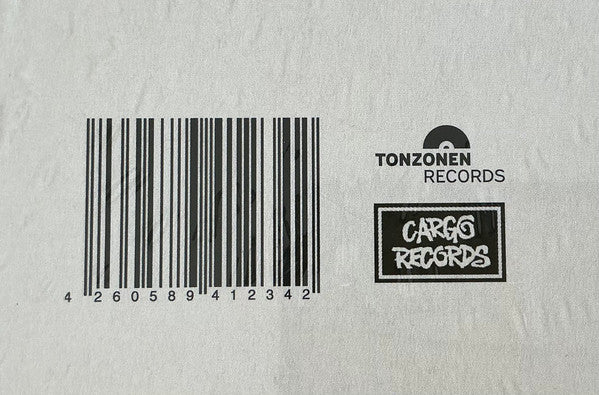 4 260589 412342
TONZONEN
RECORDS
CARGO
RECORDS